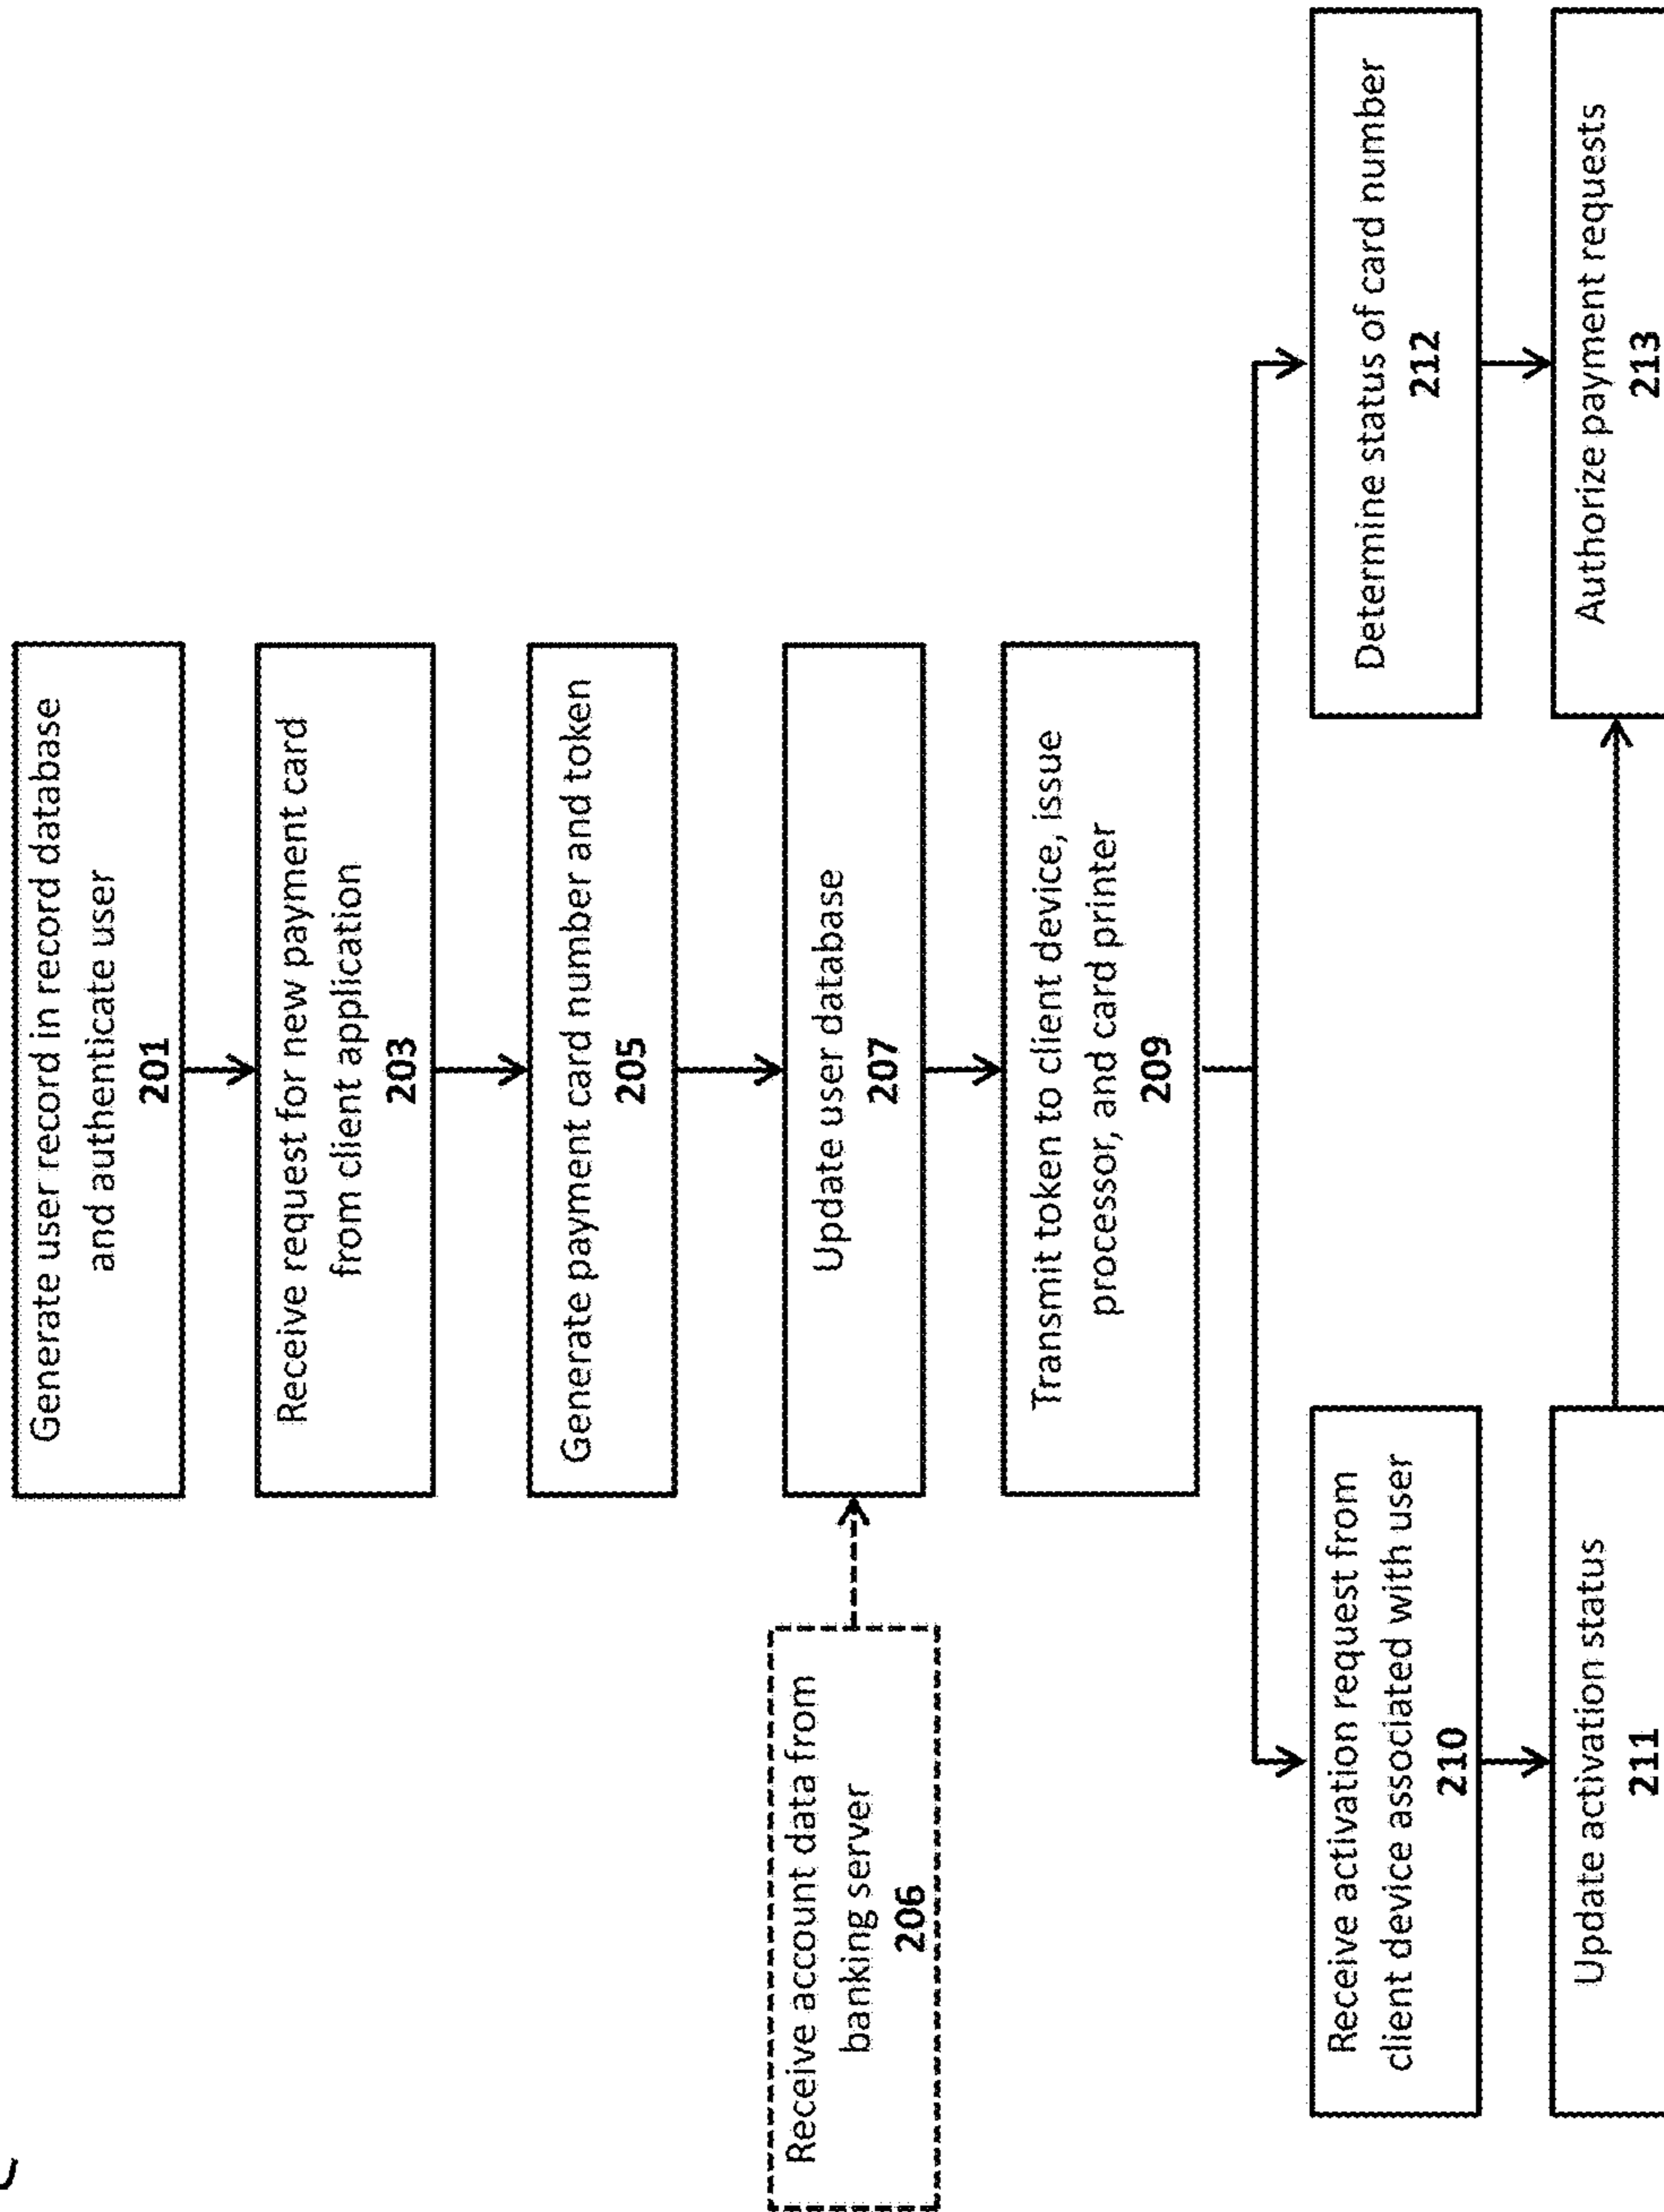 Generate user record in record database
and authenticate user
201
Receive request for new payment card
from client application
203
Generate payment card number and token
205
Receive account data from
banking server
206
Update user database
207
Transmit token to client device, issue
processor, and card printer
209
Receive activation request from
client device associated with user
210
Determine status of card number
212
Update activation status
211
Authorize payment requests
213